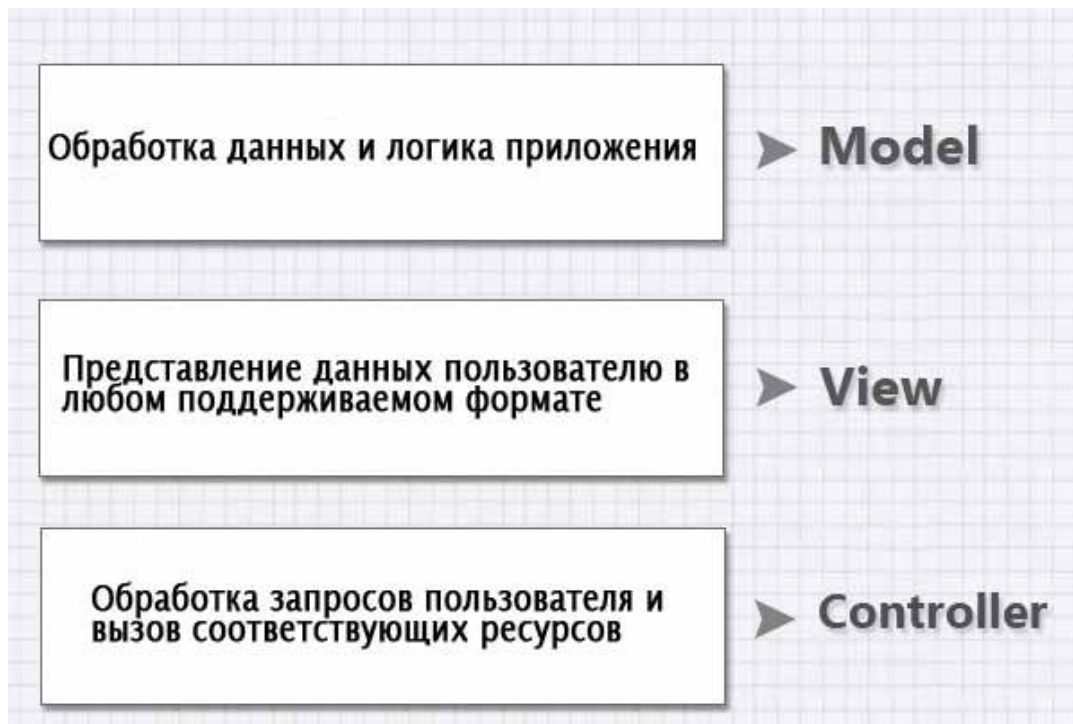 Обработка данных и логика приложения
Model
Представление данных пользователю в
любом поддерживаемом формате
View
Обработка запросов пользователя и
вызов соответствующих ресурсов
Controller